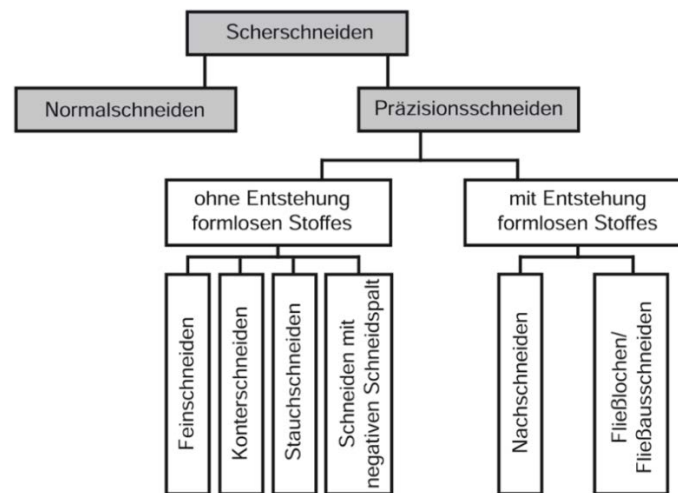 Scherschneiden
Normalschneiden
Präzisionsschneiden
ohne Entstehung
formlosen Stoffes
mit Entstehung
formlosen Stoffes
Feinschneiden
Konterschneiden
Stauchschneiden
Schneiden mit
negativen Schneidspalt
Nachschneiden
Fließlochen/
Fließausschneiden